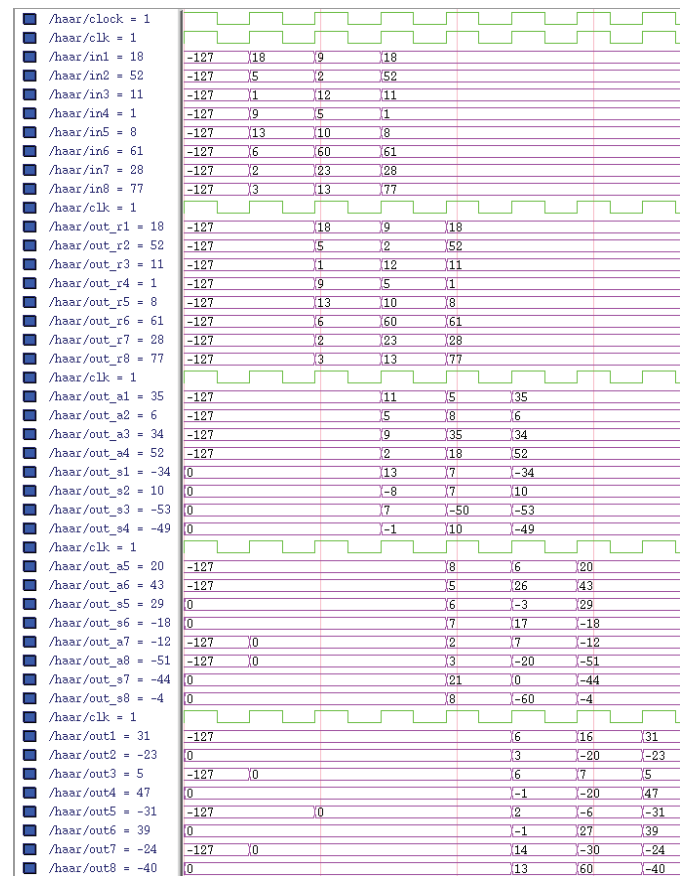 /haar/clock = 1
/haar/clk = 1
/haar/in1 = 18 -127 18 9 18
/haar/in2 = 52 -127 5 2 52
/haar/in3 = 11 -127 1 12 11
/haar/in4 = 1 -127 9 5 1
/haar/in5 = 8 -127 13 10 8
/haar/in6 = 61 -127 6 60 61
/haar/in7 = 28 -127 2 23 28
/haar/in8 = 77 -127 3 13 77
/haar/clk = 1
/haar/out_r1 = 18 -127 18 9 18
/haar/out_r2 = 52 -127 5 2 52
/haar/out_r3 = 11 -127 1 12 11
/haar/out_r4 = 1 -127 9 5 1
/haar/out_r5 = 8 -127 13 10 8
/haar/out_r6 = 61 -127 6 60 61
/haar/out_r7 = 28 -127 2 23 28
/haar/out_r8 = 77 -127 3 13 77
/haar/clk = 1
/haar/out_a1 = 35 -127 11 5 35
/haar/out_a2 = 6 -127 5 8 6
/haar/out_a3 = 34 -127 9 35 34
/haar/out_a4 = 52 -127 2 18 52
/haar/out_s1 = -34 0 13 7 -34
/haar/out_s2 = 10 0 -8 7 10
/haar/out_s3 = -53 0 7 -50 -53
/haar/out_s4 = -49 0 -1 10 -49
/haar/clk = 1
/haar/out_a5 = 20 -127 8 6 20
/haar/out_a6 = 43 -127 5 26 43
/haar/out_s5 = 29 0 6 -3 29
/haar/out_s6 = -18 0 7 17 -18
/haar/out_a7 = -12 -127 0 2 7 -12
/haar/out_a8 = -51 -127 0 3 -20 -51
/haar/out_s7 = -44 0 21 0 -44
/haar/out_s8 = -4 0 8 -60 -4
/haar/clk = 1
/haar/out1 = 31 -127 6 16 31
/haar/out2 = -23 0 3 -20 -23
/haar/out3 = 5 -127 0 6 7 5
/haar/out4 = 47 0 -1 -20 47
/haar/out5 = -31 -127 0 2 -6 -31
/haar/out6 = 39 0 -1 27 39
/haar/out7 = -24 -127 0 14 -30 -24
/haar/out8 = -40 0 13 60 -40